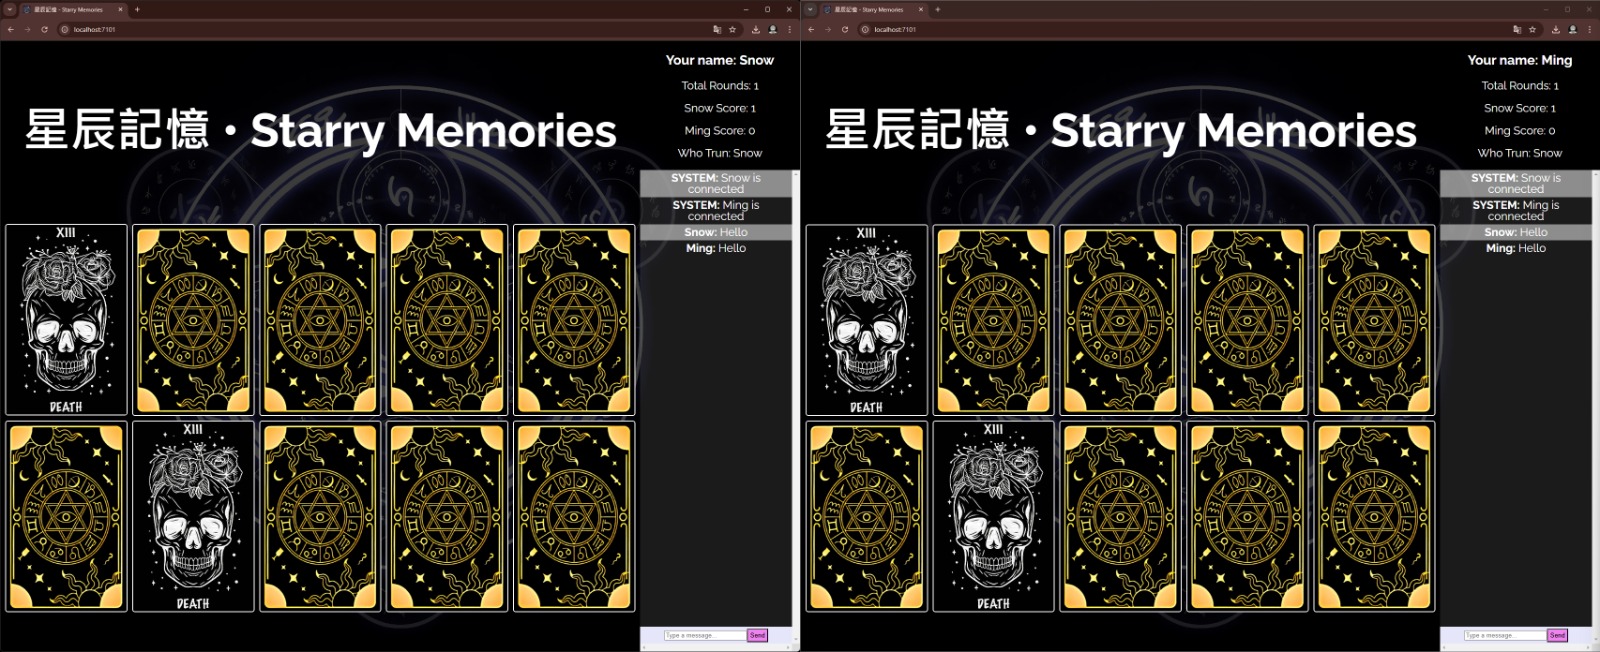 星辰記憶 - Starry Memories
localhost:7101
Your name: Snow
Total Rounds: 1
Snow Score: 1
Ming Score: 0
Who Trun: Snow
星辰記憶 • Starry Memories
SYSTEM: Snow is
connected
SYSTEM: Ming is
connected
Snow: Hello
Ming: Hello
XIII
DEATH
XIII
DEATH
Type a message...
Send
星辰記憶 - Starry Memories
localhost:7101
Your name: Ming
Total Rounds: 1
Snow Score: 1
Ming Score: 0
Who Trun: Snow
星辰記憶 • Starry Memories
SYSTEM: Snow is
connected
SYSTEM: Ming is
connected
Snow: Hello
Ming: Hello
XIII
DEATH
XIII
DEATH
Type a message...
Send